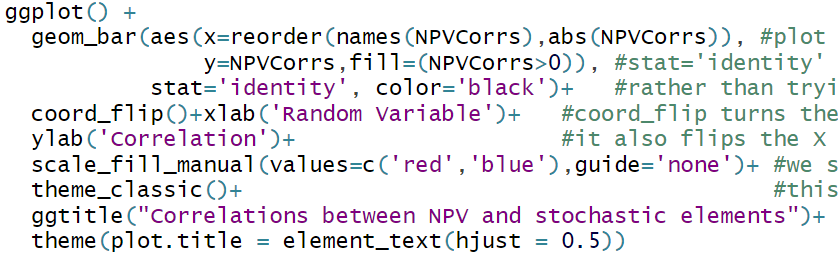 ggplot() +
  geom_bar(aes(x=reorder(names(NPVCorrs),abs(NPVCorrs)), #plot
               y=NPVCorrs,fill=(NPVCorrs>0)), #stat='identity'
           stat='identity', color='black')+   #rather than tryi
  coord_flip()+xlab('Random Variable')+   #coord_flip turns the
  ylab('Correlation')+                    #it also flips the X
  scale_fill_manual(values=c('red','blue'),guide='none')+ #we s
  theme_classic()+                                        #this
  ggtitle("Correlations between NPV and stochastic elements")+
  theme(plot.title = element_text(hjust = 0.5))